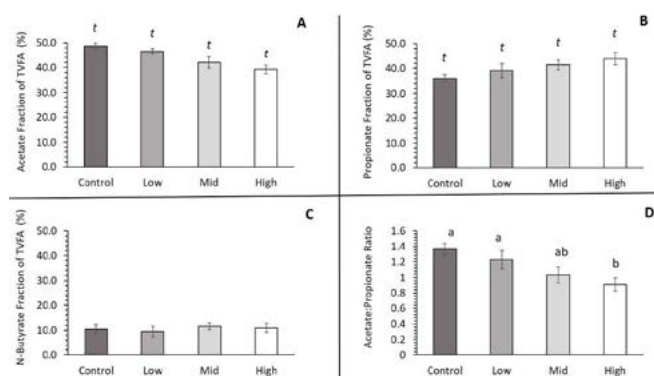 A
t t t t
Acetate Fraction of TVFA (%)
50.0
40.0
30.0
20.0
10.0
0.0
Control Low Mid High
B
t t t t
Propionate Fraction of TVFA (%)
50.0
40.0
30.0
20.0
10.0
0.0
Control Low Mid High
C
N-Butyrate Fraction of TVFA (%)
50.0
40.0
30.0
20.0
10.0
0.0
Control Low Mid High
D
a a ab b
Acetate:Propionate Ratio
1.6
1.4
1.2
1
0.8
0.6
0.4
0.2
0
Control Low Mid High